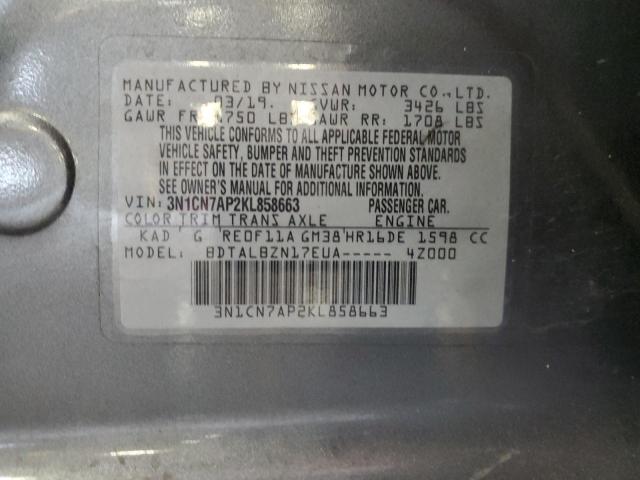 MANUFACTURED BY NISSAN MOTOR CO.,LTD.
DATE: 03/19. GVWR: 3426 LBS
GAWR FR: 1750 LBS GAWR RR: 1708 LBS
THIS VEHICLE CONFORMS TO ALL APPLICABLE FEDERAL MOTOR
VEHICLE SAFETY, BUMPER AND THEFT PREVENTION STANDARDS
IN EFFECT ON THE DATE OF MANUFACTURE SHOWN ABOVE.
SEE OWNER'S MANUAL FOR ADDITIONAL INFORMATION.
VIN: 3N1CN7AP2KL858663 PASSENGER CAR.
COLOR TRIM TRANS AXLE ENGINE
KAD G RE0F11A GM38 HR16DE 1598 CC
MODEL: BDTALBZN17EUA----- 4Z000
3N1CN7AP2KL858663